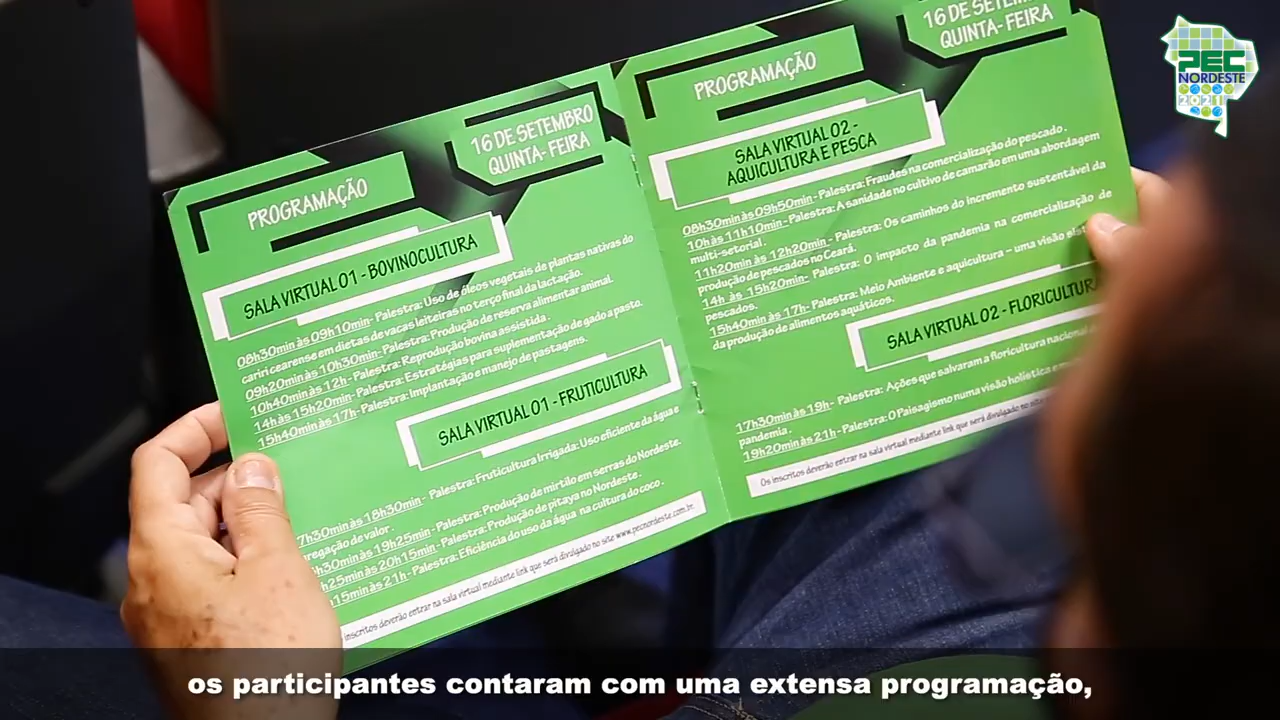 PROGRAMAÇÃO
16 DE SETEMBRO
QUINTA-FEIRA
SALA VIRTUAL 01 - BOVINOCULTURA
08h30min às 09h10min- Palestra: Uso de óleos vegetais de plantas nativas do
cariri cearense em dietas de vacas leiteiras no terço final da lactação.
09h20min às 10h30min- Palestra: Produção de reserva alimentar animal.
10h40min às 12h- Palestra: Reprodução bovina assistida.
14h às 15h20min- Palestra: Estratégias para suplementação de gado a pasto.
15h40min às 17h- Palestra: Implantação e manejo de pastagens.
SALA VIRTUAL 01 - FRUTICULTURA
7h30min às 18h30min - Palestra: Fruticultura Irrigada: Uso eficiente da água e
regação de valor.
h30min às 19h25min- Palestra: Produção de mirtilo em serras do Nordeste.
h25min às 20h15min- Palestra: Produção de pitaya no Nordeste.
15min às 21h- Palestra: Eficiência do uso da água na cultura do coco.
inscritos deverão entrar na sala virtual mediante link que será divulgado no site www.pecnordeste.com.br.
PROGRAMAÇÃO
16 DE SETEM
QUINTA-FEIRA
SALA VIRTUAL 02 -
AQUICULTURA E PESCA
08h30min às 09h50min- Palestra: Fraudes na comercialização do pescado.
10h às 11h10min- Palestra: A sanidade no cultivo de camarão em uma abordagem
multi-setorial.
11h20min às 12h20min- Palestra: Os caminhos do incremento sustentável da
produção de pescados no Ceará.
14h às 15h20min- Palestra: O impacto da pandemia na comercialização de
pescados.
15h40min às 17h- Palestra: Meio Ambiente e aquicultura – uma visão
da produção de alimentos aquáticos.
SALA VIRTUAL 02 - FLORICULTURA
17h30min às 19h- Palestra: Ações que salvaram a floricultura nacional
pandemia.
19h20min às 21h- Palestra: O Paisagismo numa visão holística
Os inscritos deverão entrar na sala virtual mediante link que será divulgado no site
PEC
NORDESTE
2021
os participantes contaram com uma extensa programação,